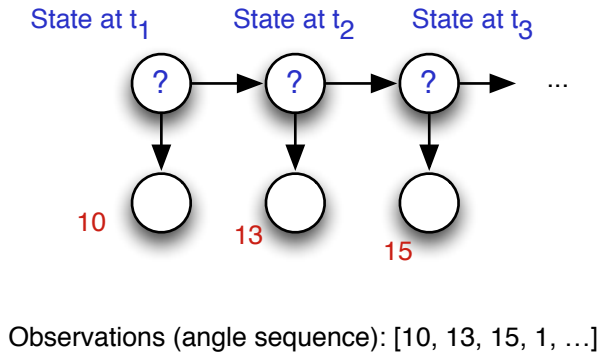 State at t1 State at t2 State at t3
? ? ? ...
10 13 15
Observations (angle sequence): [10, 13, 15, 1, …]